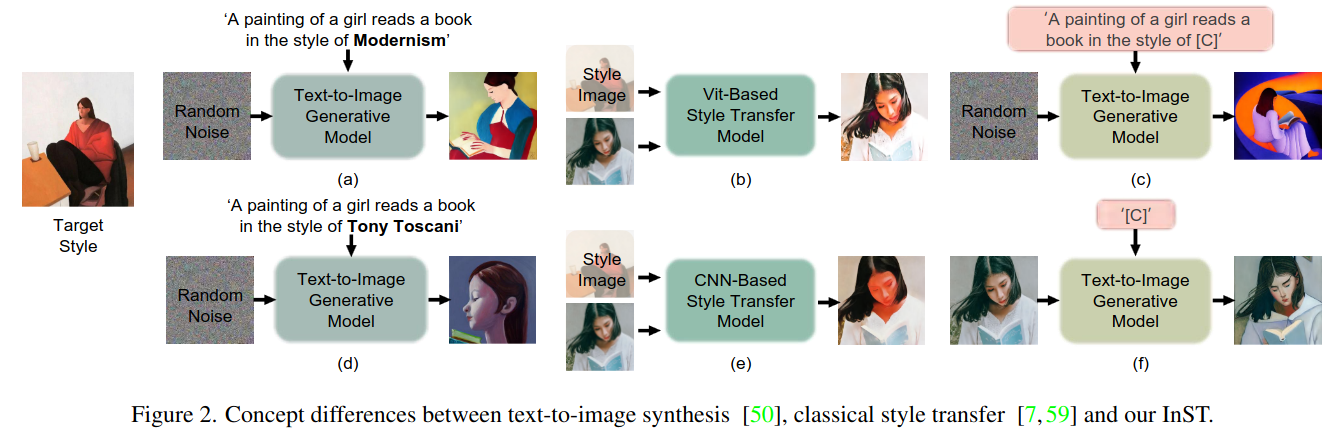 Target
Style
'A painting of a girl reads a book
in the style of Modernism'
Random
Noise
Text-to-Image
Generative
Model
(a)
Style
Image
Vit-Based
Style Transfer
Model
(b)
'A painting of a girl reads a
book in the style of [C]'
Random
Noise
Text-to-Image
Generative
Model
(c)
'A painting of a girl reads a book
in the style of Tony Toscani'
Random
Noise
Text-to-Image
Generative
Model
(d)
Style
Image
CNN-Based
Style Transfer
Model
(e)
'[C]'
Text-to-Image
Generative
Model
(f)
Figure 2. Concept differences between text-to-image synthesis [50], classical style transfer [7,59] and our InST.